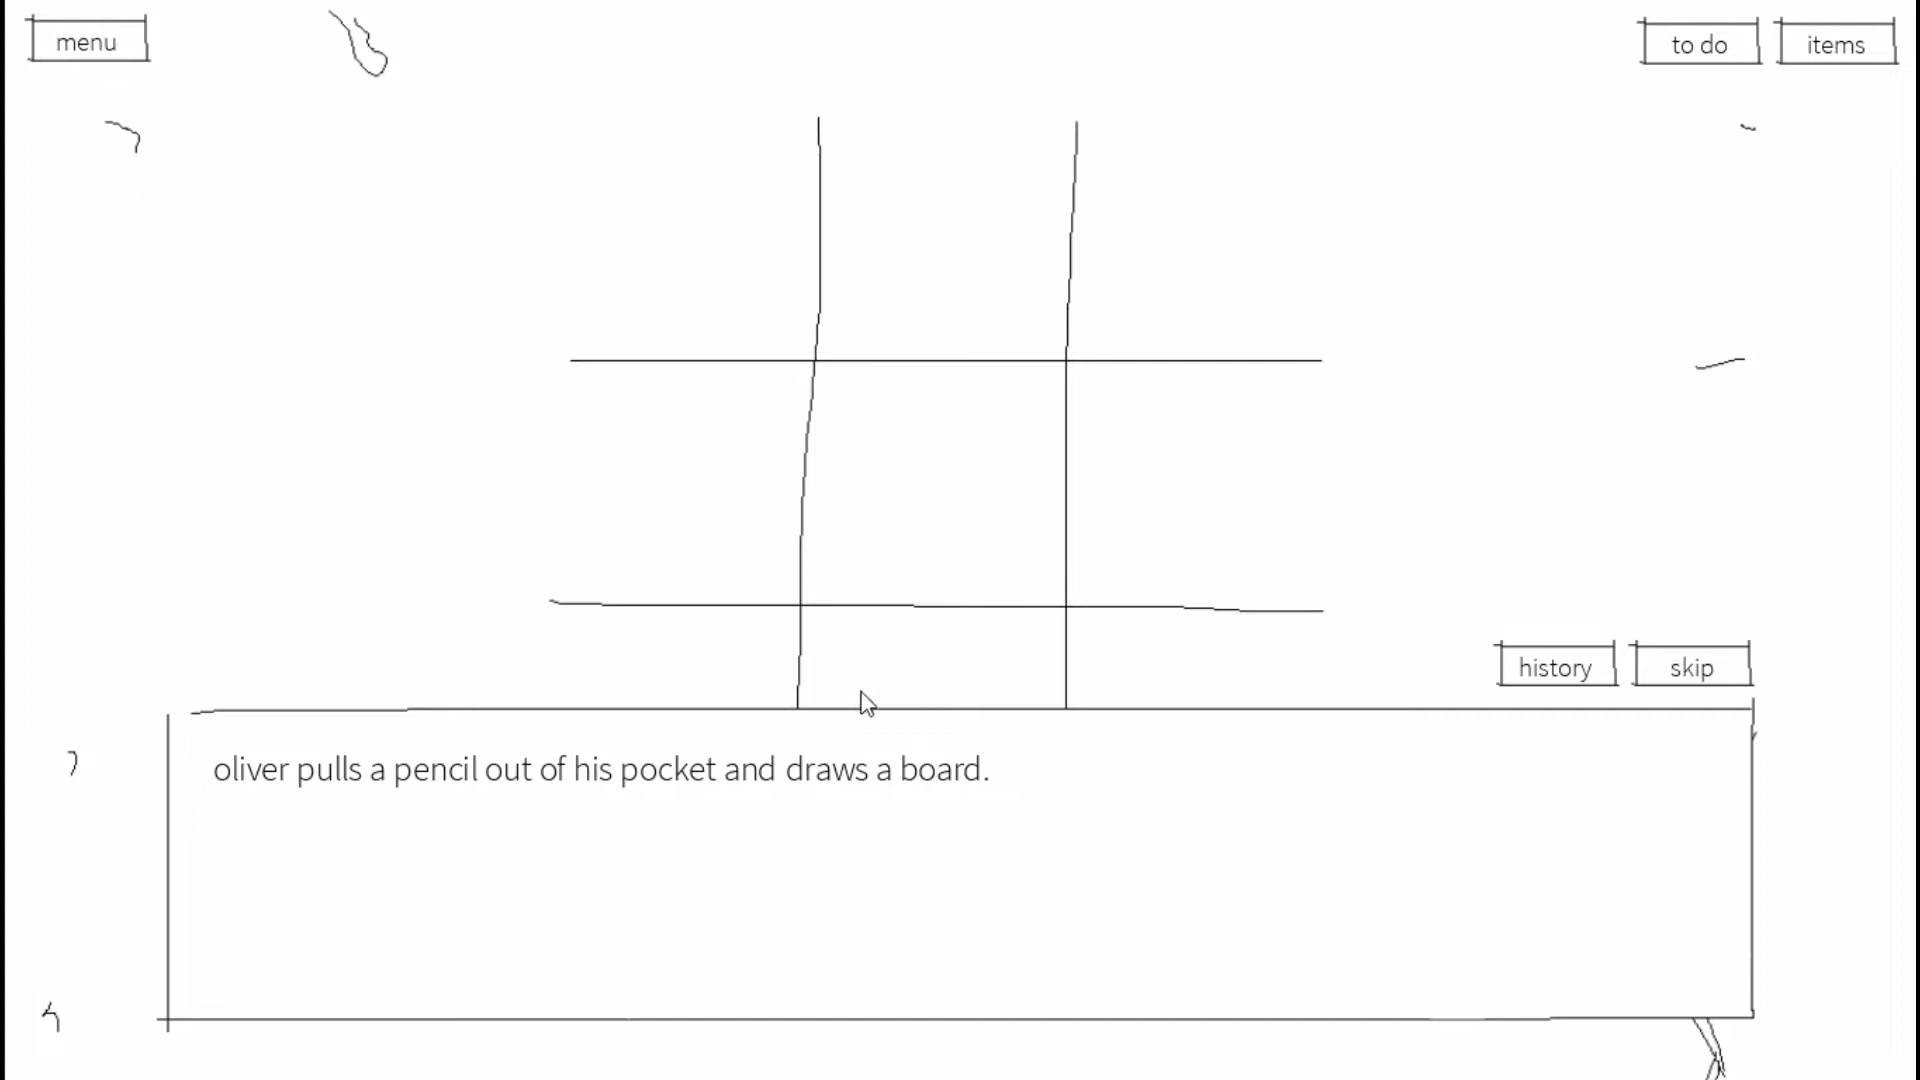 menu
to do
items
history
skip
oliver pulls a pencil out of his pocket and draws a board.